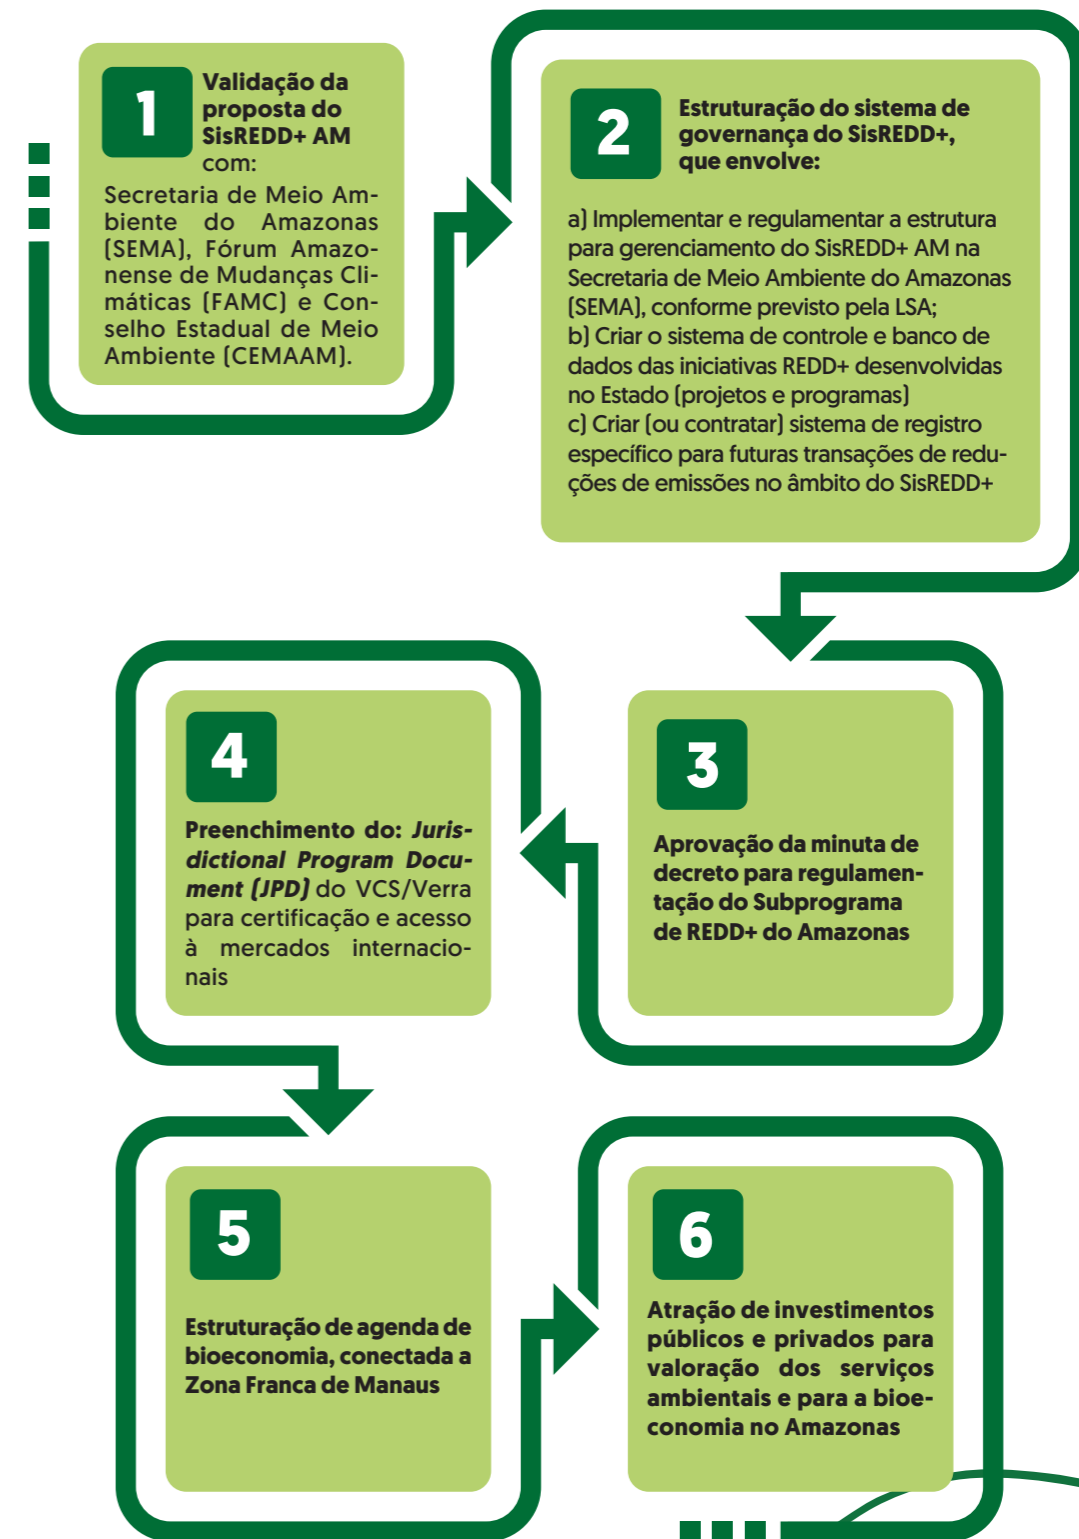 1
Validação da
proposta do
SisREDD+ AM
com:
Secretaria de Meio Am-
biente do Amazonas
(SEMA), Fórum Amazo-
nense de Mudanças Cli-
máticas (FAMC) e Con-
selho Estadual de Meio
Ambiente (CEMAAM).
2
Estruturação do sistema de
governança do SisREDD+,
que envolve:
a) Implementar e regulamentar a estrutura
para gerenciamento do SisREDD+ AM na
Secretaria de Meio Ambiente do Amazonas
(SEMA), conforme previsto pela LSA;
b) Criar o sistema de controle e banco de
dados das iniciativas REDD+ desenvolvidas
no Estado (projetos e programas)
c) Criar (ou contratar) sistema de registro
específico para futuras transações de redu-
ções de emissões no âmbito do SisREDD+
3
Aprovação da minuta de
decreto para regulamen-
tação do Subprograma
de REDD+ do Amazonas
4
Preenchimento do: Juris-
dictional Program Docu-
ment (JPD) do VCS/Verra
para certificação e acesso
à mercados internacio-
nais
5
Estruturação de agenda de
bioeconomia, conectada a
Zona Franca de Manaus
6
Atração de investimentos
públicos e privados para
valoração dos serviços
ambientais e para a bioe-
conomia no Amazonas